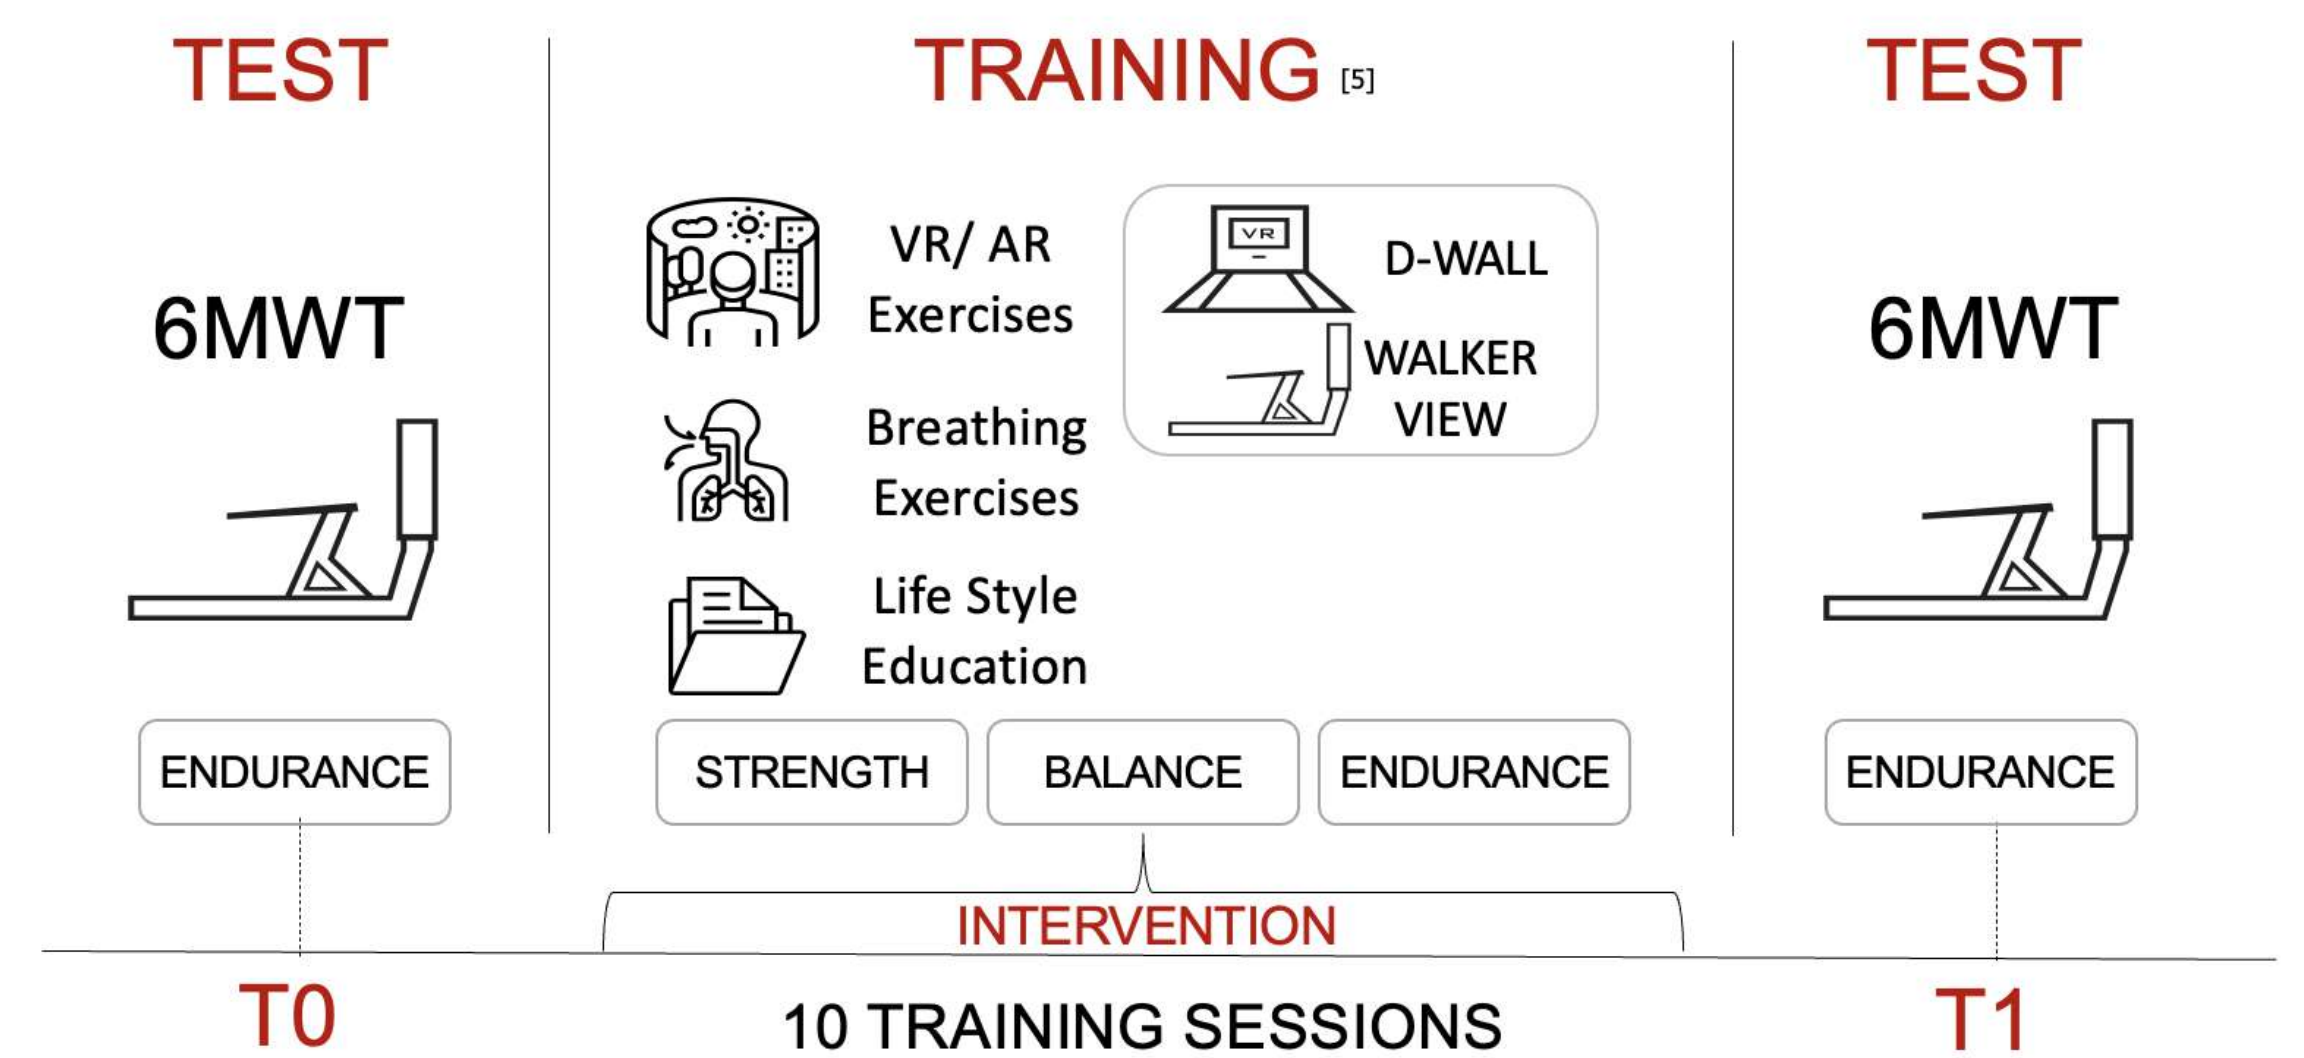 TEST
TRAINING [5]
TEST
6MWT
VR/ AR
Exercises
VR
D-WALL
WALKER
VIEW
Breathing
Exercises
Life Style
Education
6MWT
ENDURANCE
STRENGTH
BALANCE
ENDURANCE
ENDURANCE
INTERVENTION
T0
10 TRAINING SESSIONS
T1